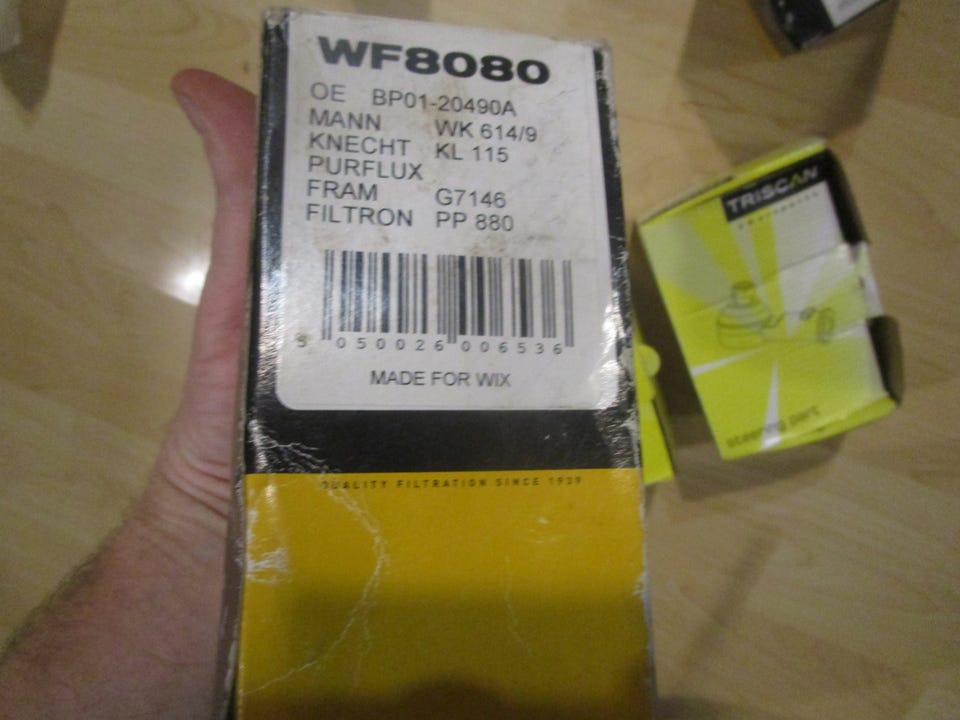 WF8080
OE BP01-20490A
MANN WK 614/9
KNECHT KL 115
PURFLUX
FRAM G7146
FILTRON PP 880
5 050026 006536
MADE FOR WIX
QUALITY FILTRATION SINCE 1939
TRISCAN
steering part